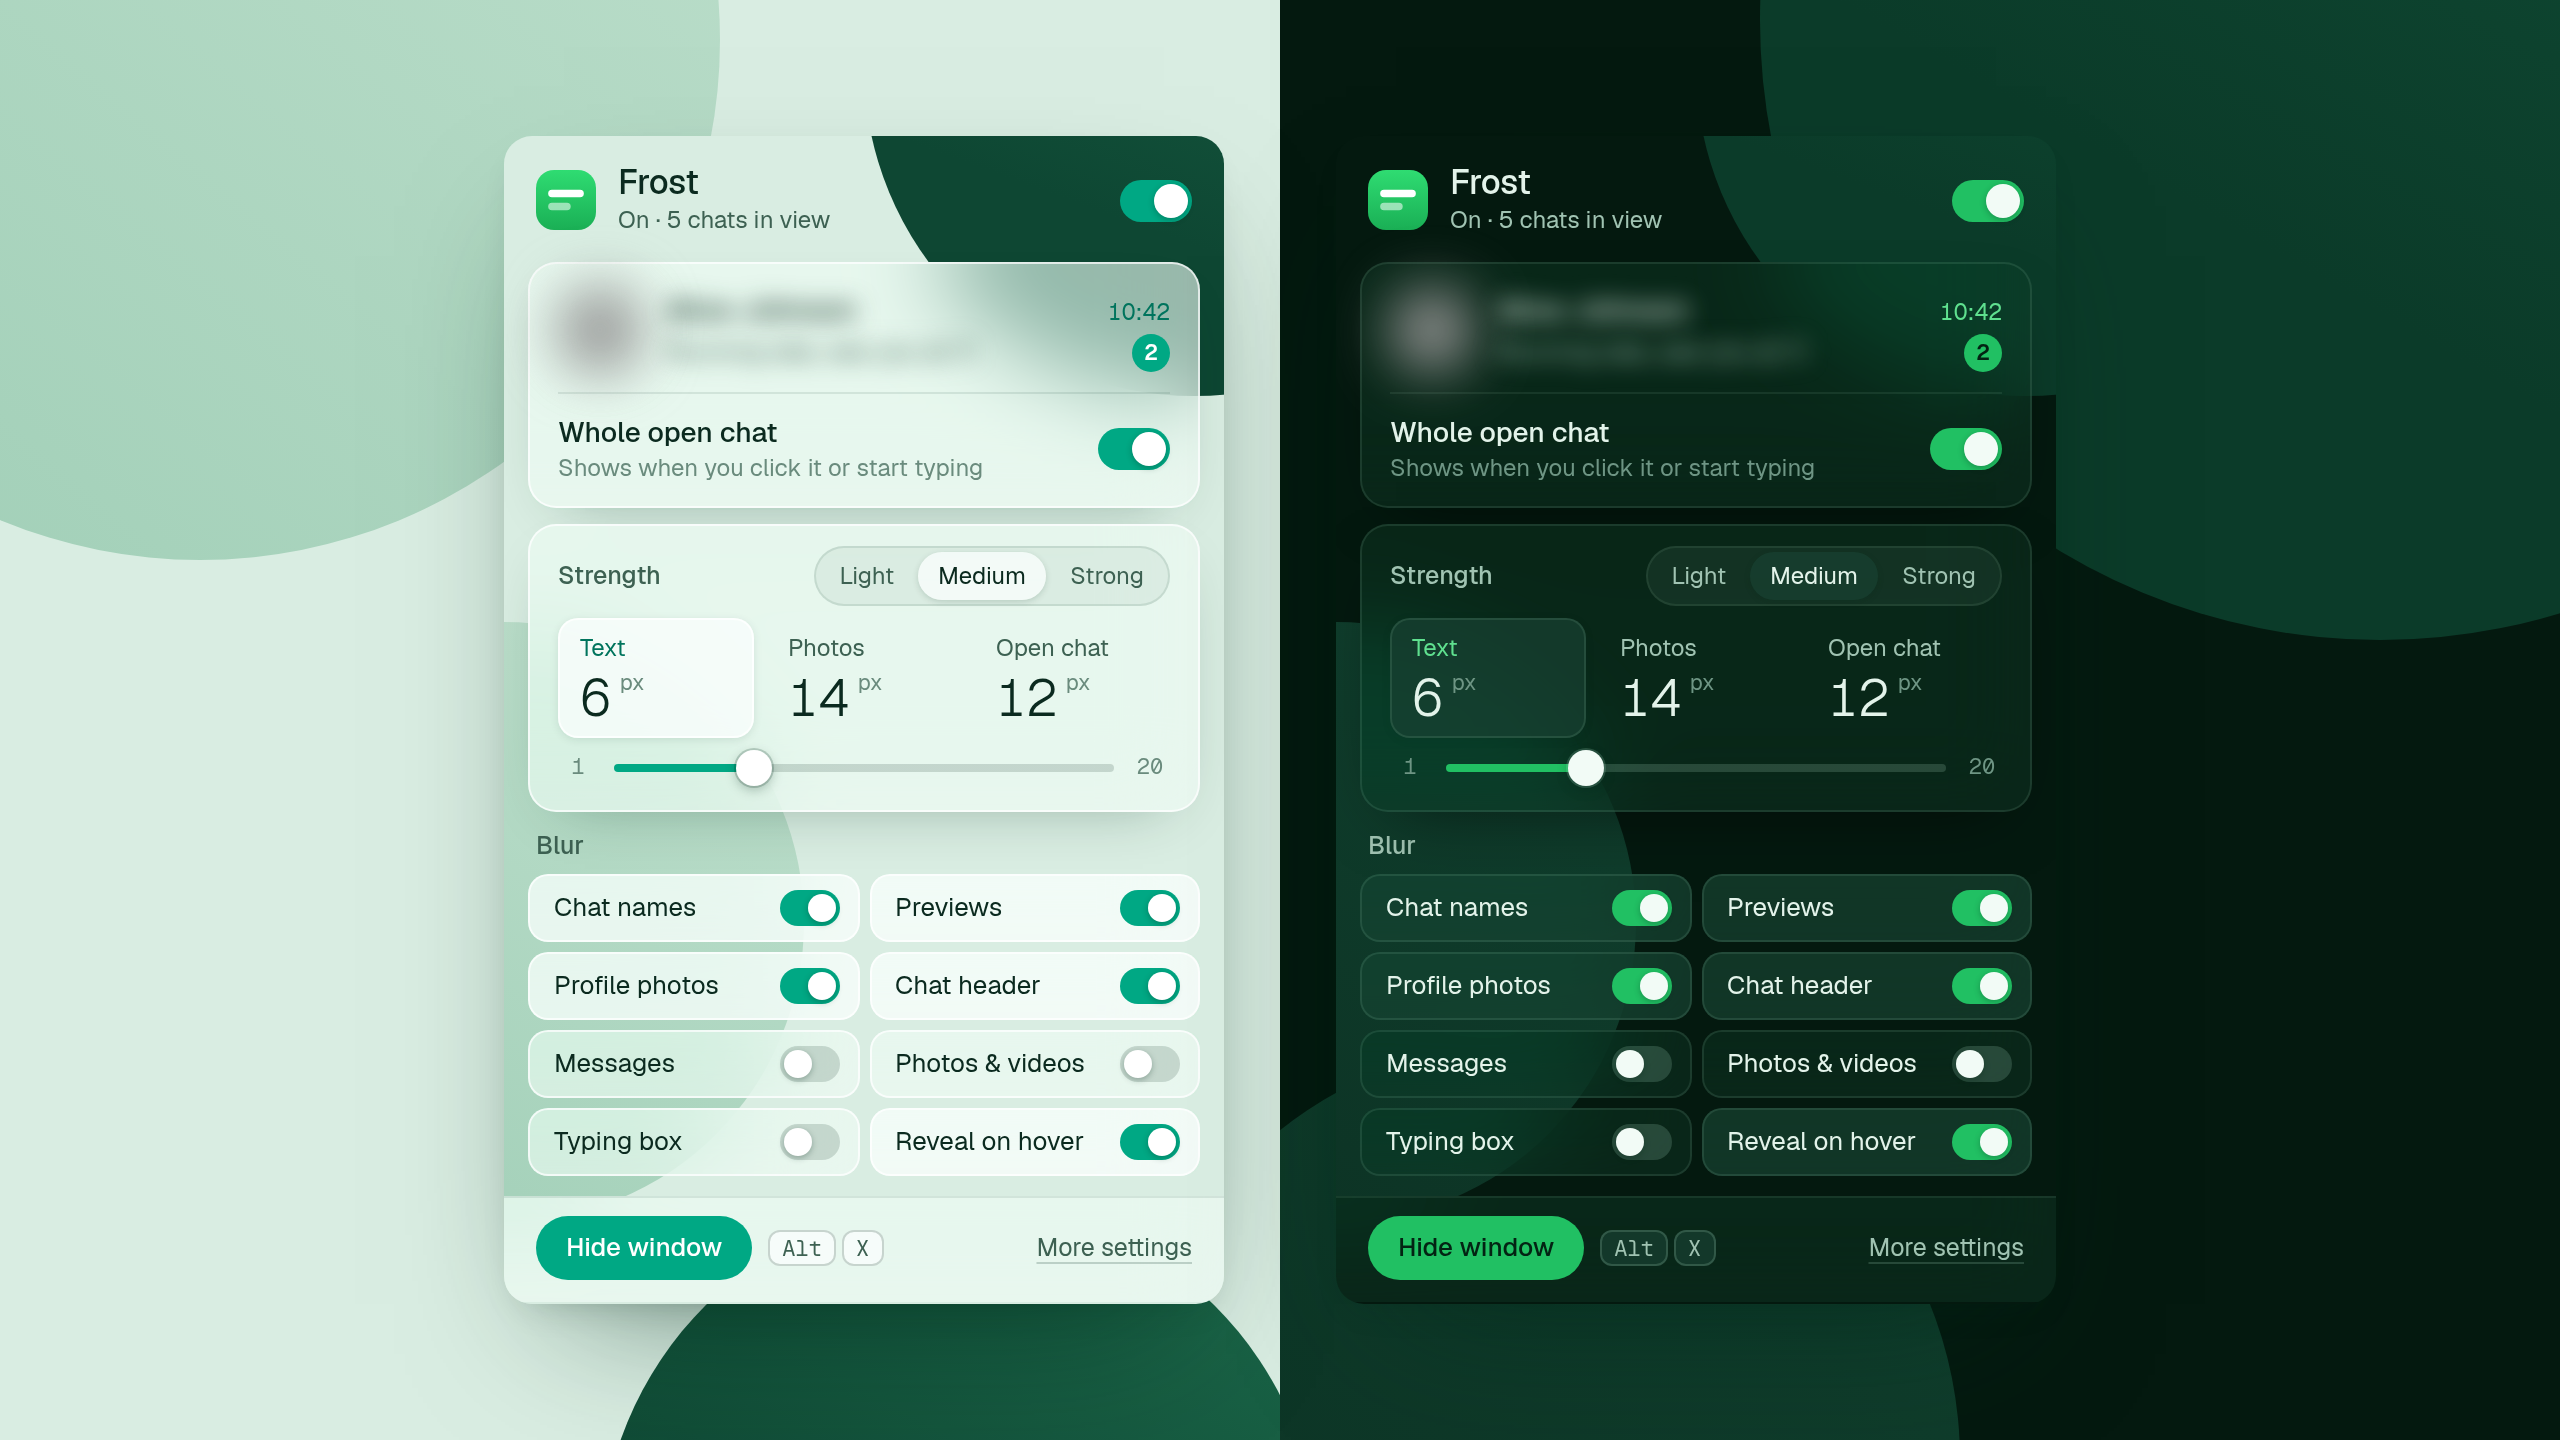 Frost
On · 5 chats in view
10:42
2
Whole open chat
Shows when you click it or start typing
Strength Light Medium Strong
Text Photos Open chat
6 px 14 px 12 px
1 20
Blur
Chat names Previews
Profile photos Chat header
Messages Photos & videos
Typing box Reveal on hover
Hide window Alt X More settings
Frost
On · 5 chats in view
10:42
2
Whole open chat
Shows when you click it or start typing
Strength Light Medium Strong
Text Photos Open chat
6 px 14 px 12 px
1 20
Blur
Chat names Previews
Profile photos Chat header
Messages Photos & videos
Typing box Reveal on hover
Hide window Alt X More settings